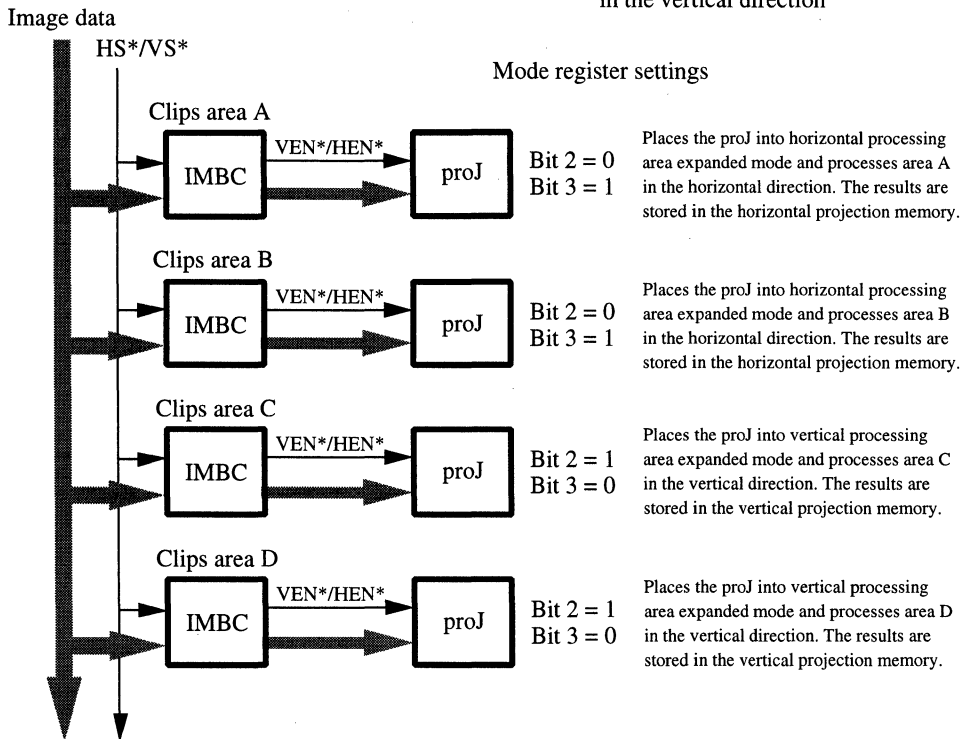 in the vertical direction
Image data
HS*/VS*
Mode register settings
Clips area A
IMBC
VEN*/HEN*
proJ
Bit 2 = 0
Bit 3 = 1
Places the proJ into horizontal processing
area expanded mode and processes area A
in the horizontal direction. The results are
stored in the horizontal projection memory.
Clips area B
IMBC
VEN*/HEN*
proJ
Bit 2 = 0
Bit 3 = 1
Places the proJ into horizontal processing
area expanded mode and processes area B
in the horizontal direction. The results are
stored in the horizontal projection memory.
Clips area C
IMBC
VEN*/HEN*
proJ
Bit 2 = 1
Bit 3 = 0
Places the proJ into vertical processing
area expanded mode and processes area C
in the vertical direction. The results are
stored in the vertical projection memory.
Clips area D
IMBC
VEN*/HEN*
proJ
Bit 2 = 1
Bit 3 = 0
Places the proJ into vertical processing
area expanded mode and processes area D
in the vertical direction. The results are
stored in the vertical projection memory.